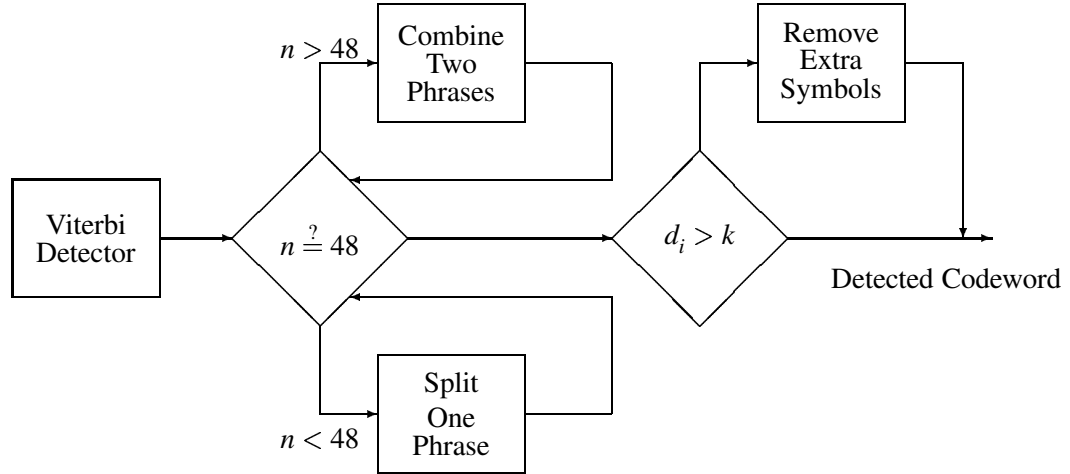 n > 48
Combine
Two
Phrases
Remove
Extra
Symbols
Viterbi
Detector
n ≟ 48
d_i > k
Detected Codeword
Split
One
Phrase
n < 48